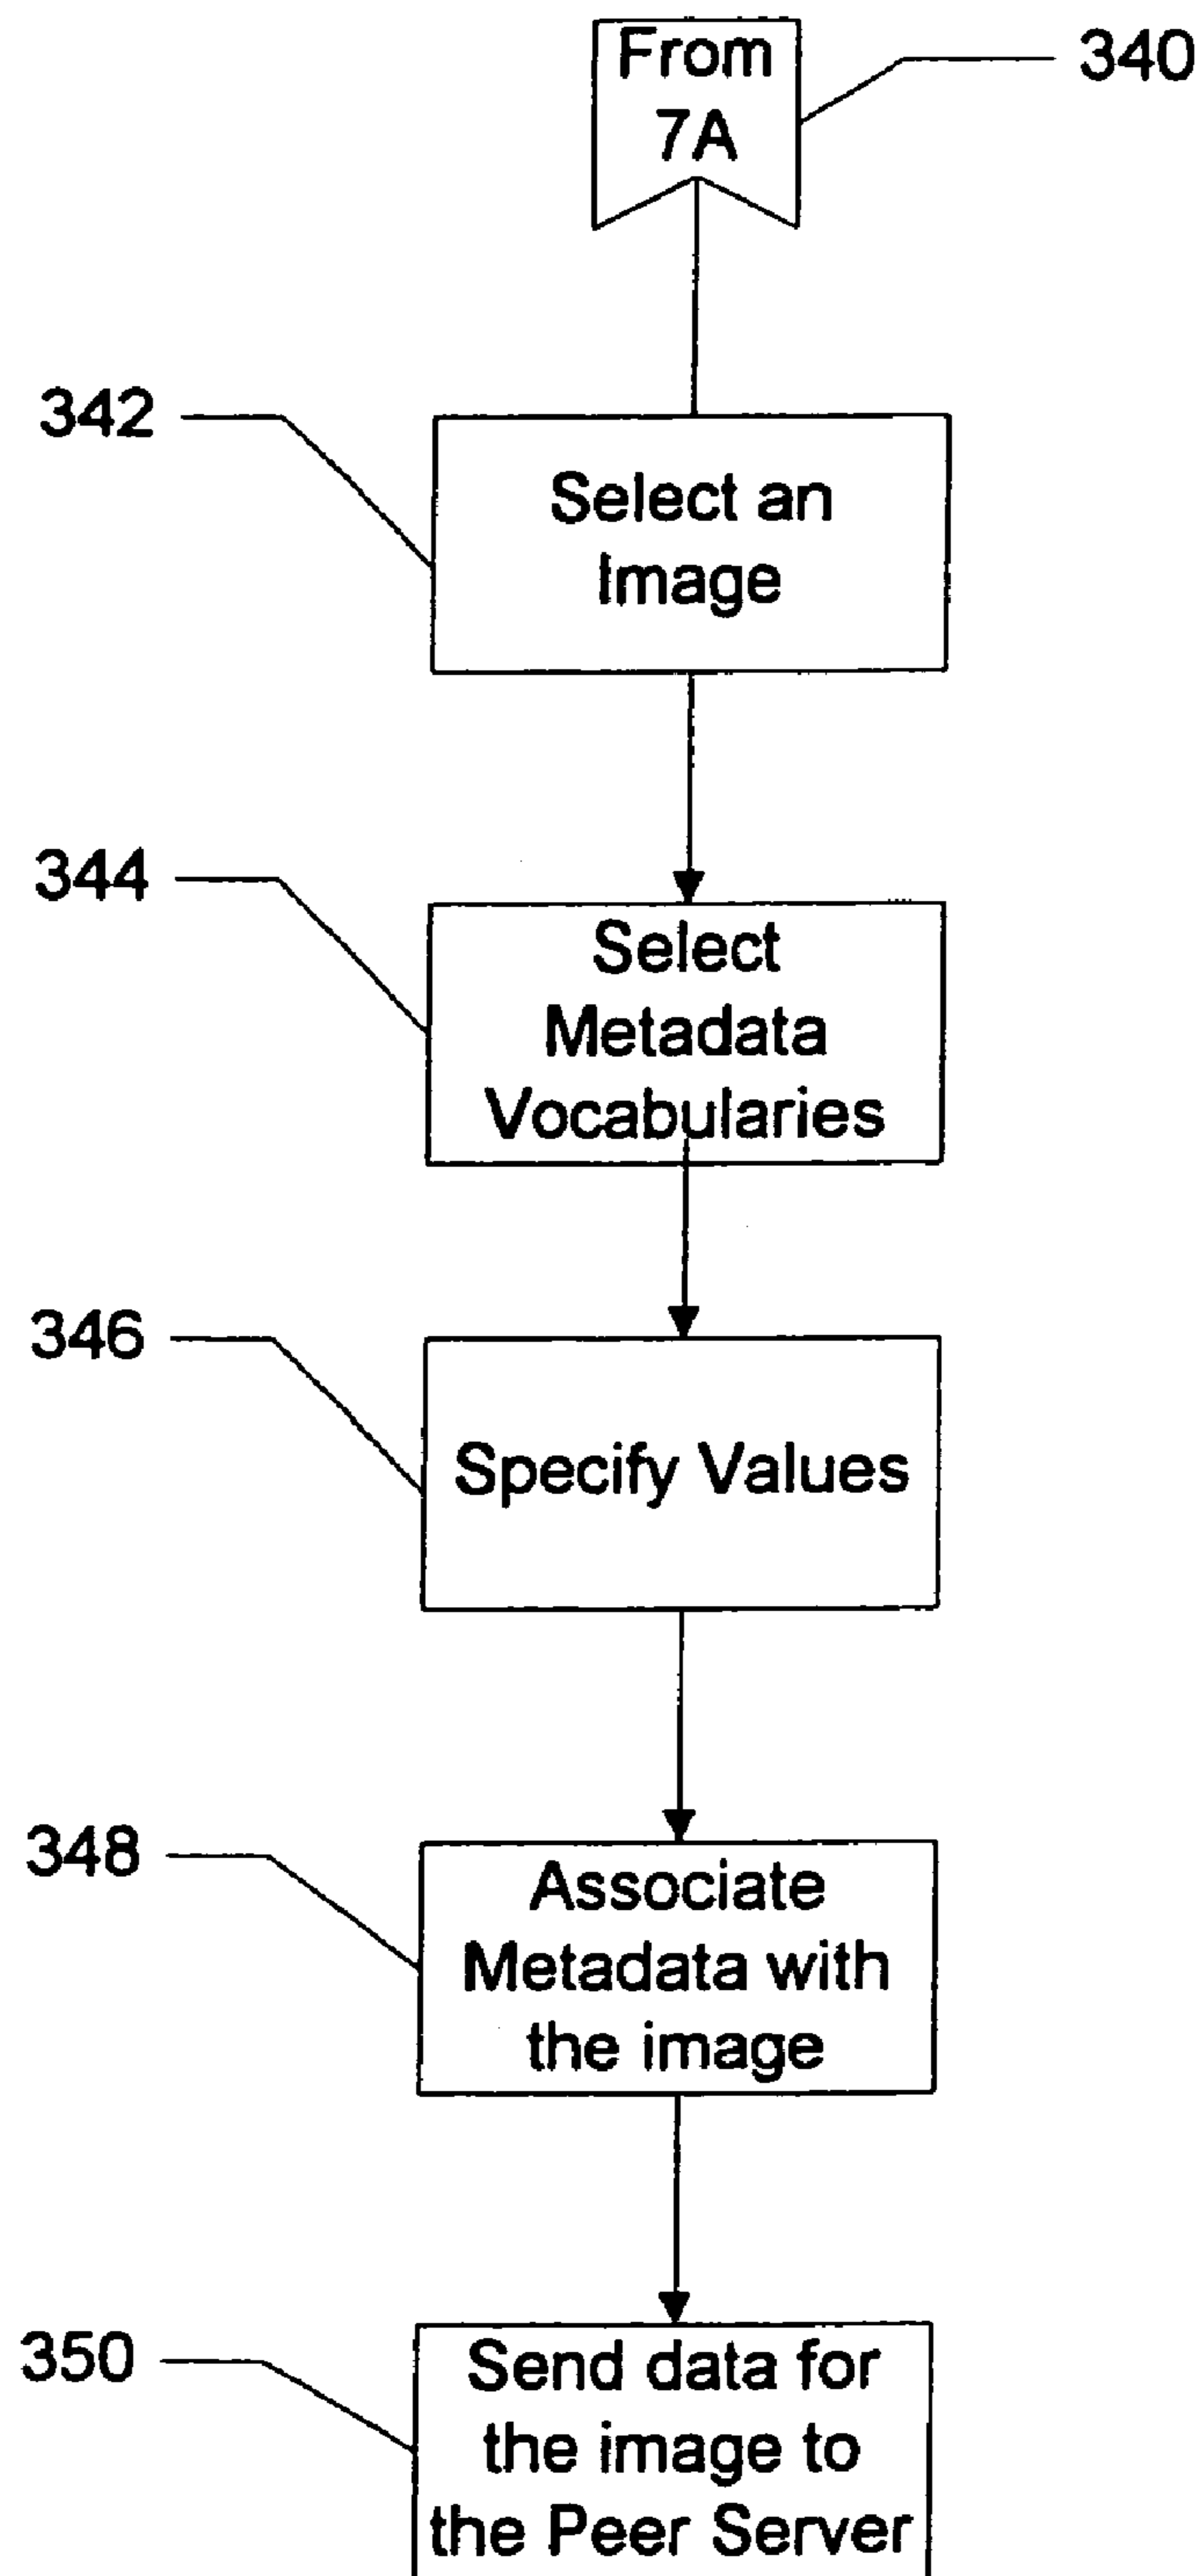 From
7A
340
342
Select an
Image
344
Select
Metadata
Vocabularies
346
Specify Values
348
Associate
Metadata with
the image
350
Send data for
the image to
the Peer Server